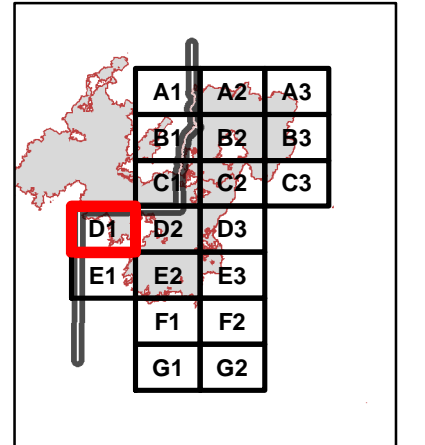 A1 A2 A3
B1 B2 B3
C1 C2 C3
D1 D2 D3
E1 E2 E3
F1 F2
G1 G2